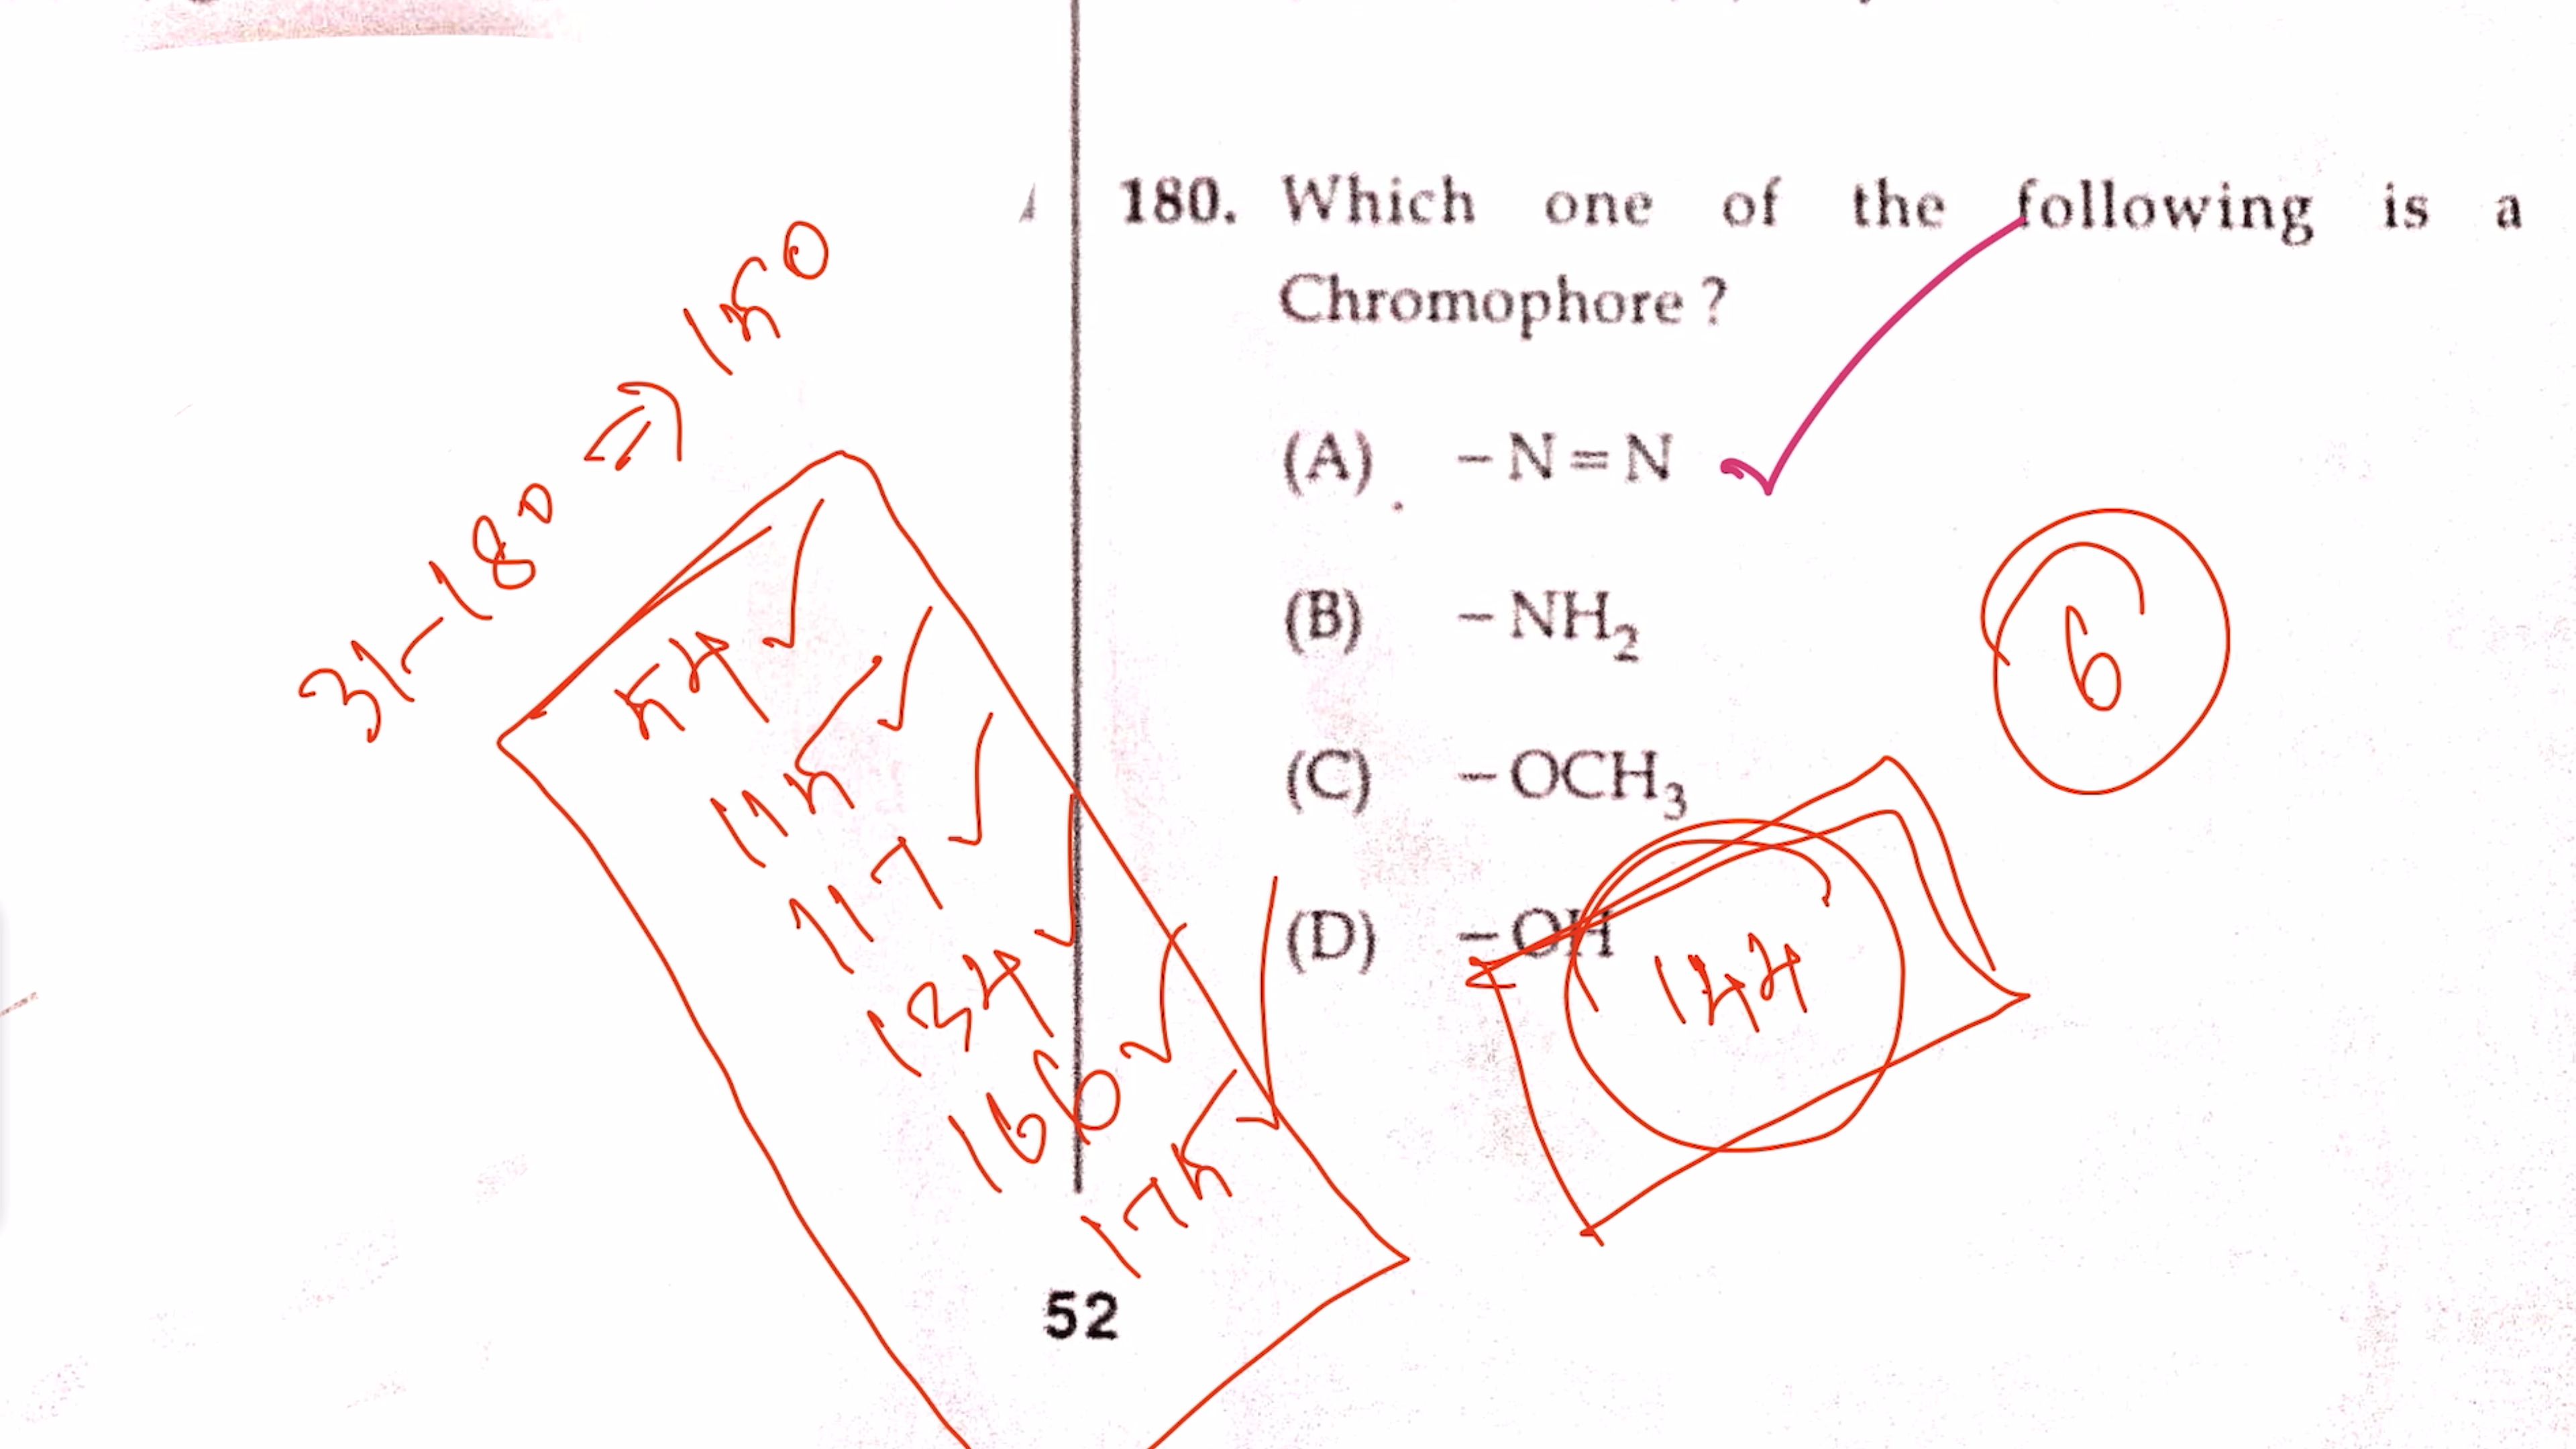 180. Which one of the following is a
Chromophore ?
(A) –N=N
(B) –NH₂
(C) –OCH₃
(D) –OH
31-180 ⇒ 150
54
115
117
134
160
175
6
144
52